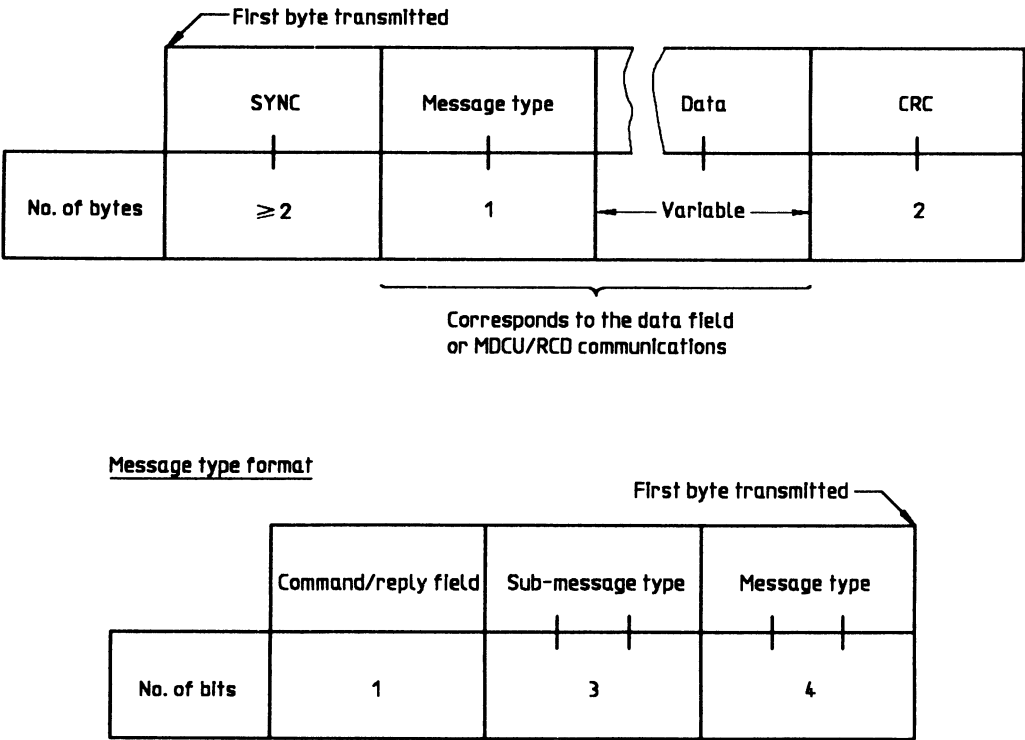 First byte transmitted
SYNC
Message type
Data
CRC
No. of bytes
≥2
1
Variable
2
Corresponds to the data field
or MDCU/RCD communications
Message type format
First byte transmitted
Command/reply field
Sub-message type
Message type
No. of bits
1
3
4